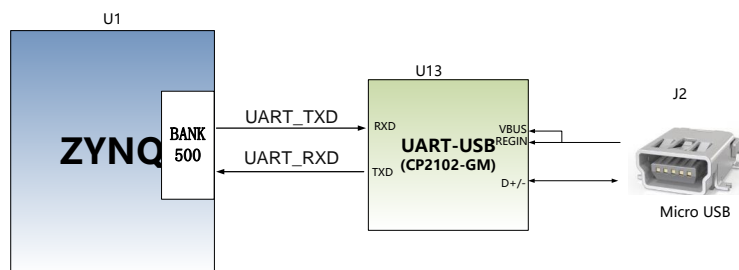 U1
ZYNQ
BANK
500
UART_TXD
UART_RXD
U13
RXD
TXD
UART-USB
(CP2102-GM)
VBUS
REGIN
D+/-
J2
Micro USB